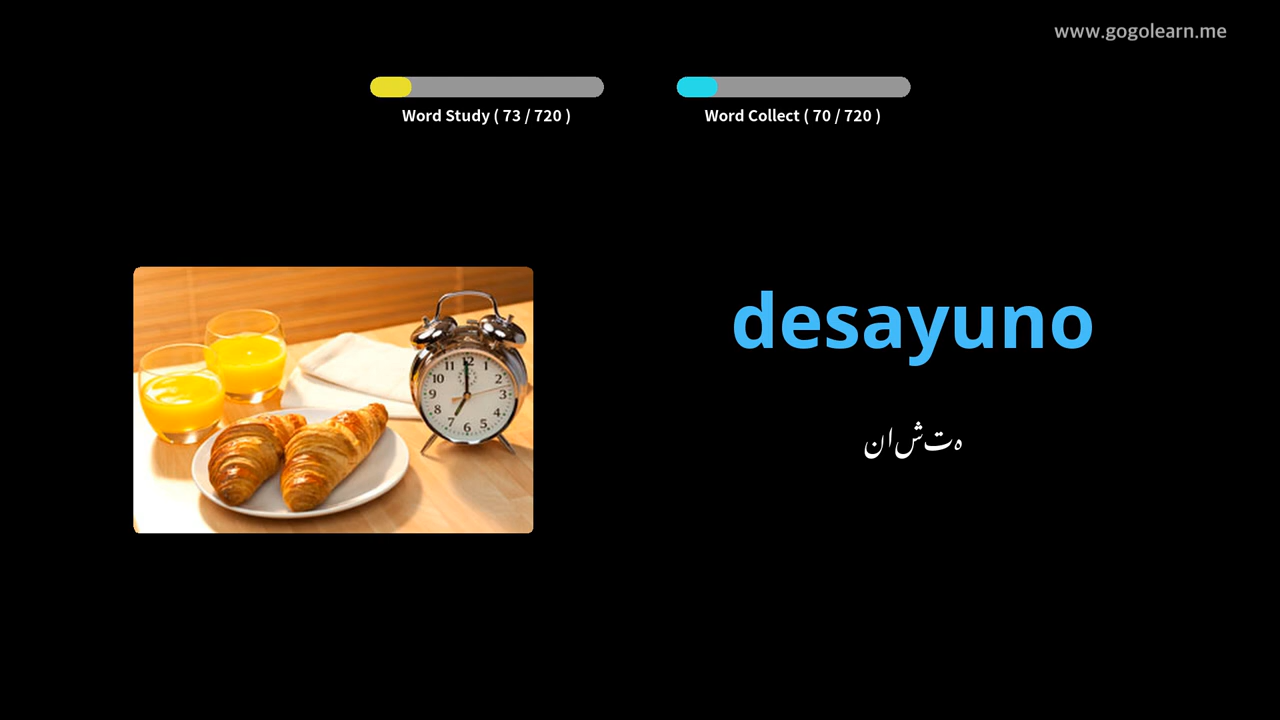 www.gogolearn.me
Word Study ( 73 / 720 )
Word Collect ( 70 / 720 )
desayuno
ناشتہ